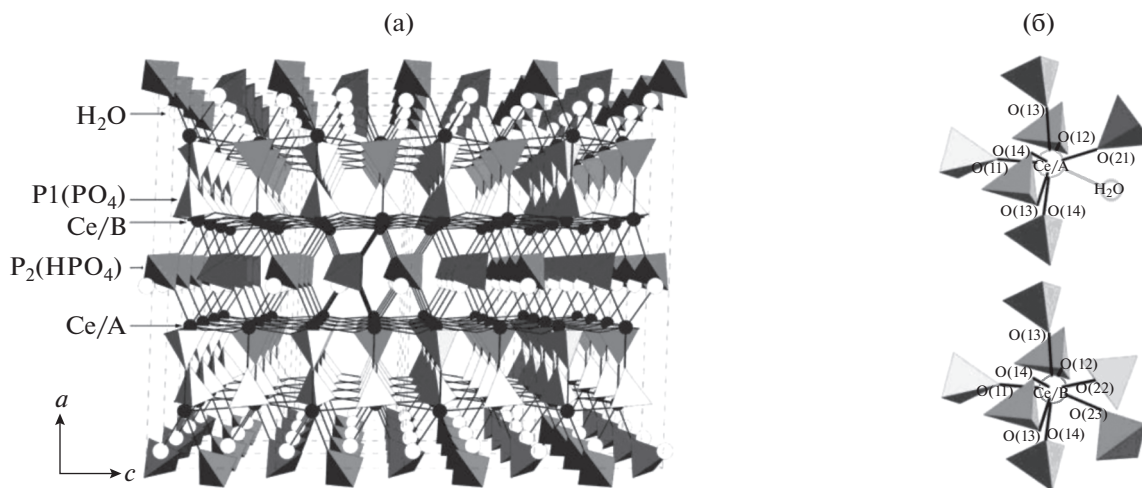 (а)
H₂O
P1(PO₄)
Ce/B
P₂(HPO₄)
Ce/A
a
c
(б)
O(13)
O(12)
O(14)
O(21)
O(11)
Ce/A
H₂O
O(13)
O(14)
O(13)
O(12)
O(14)
O(22)
O(11)
Ce/B
O(23)
O(13)
O(14)